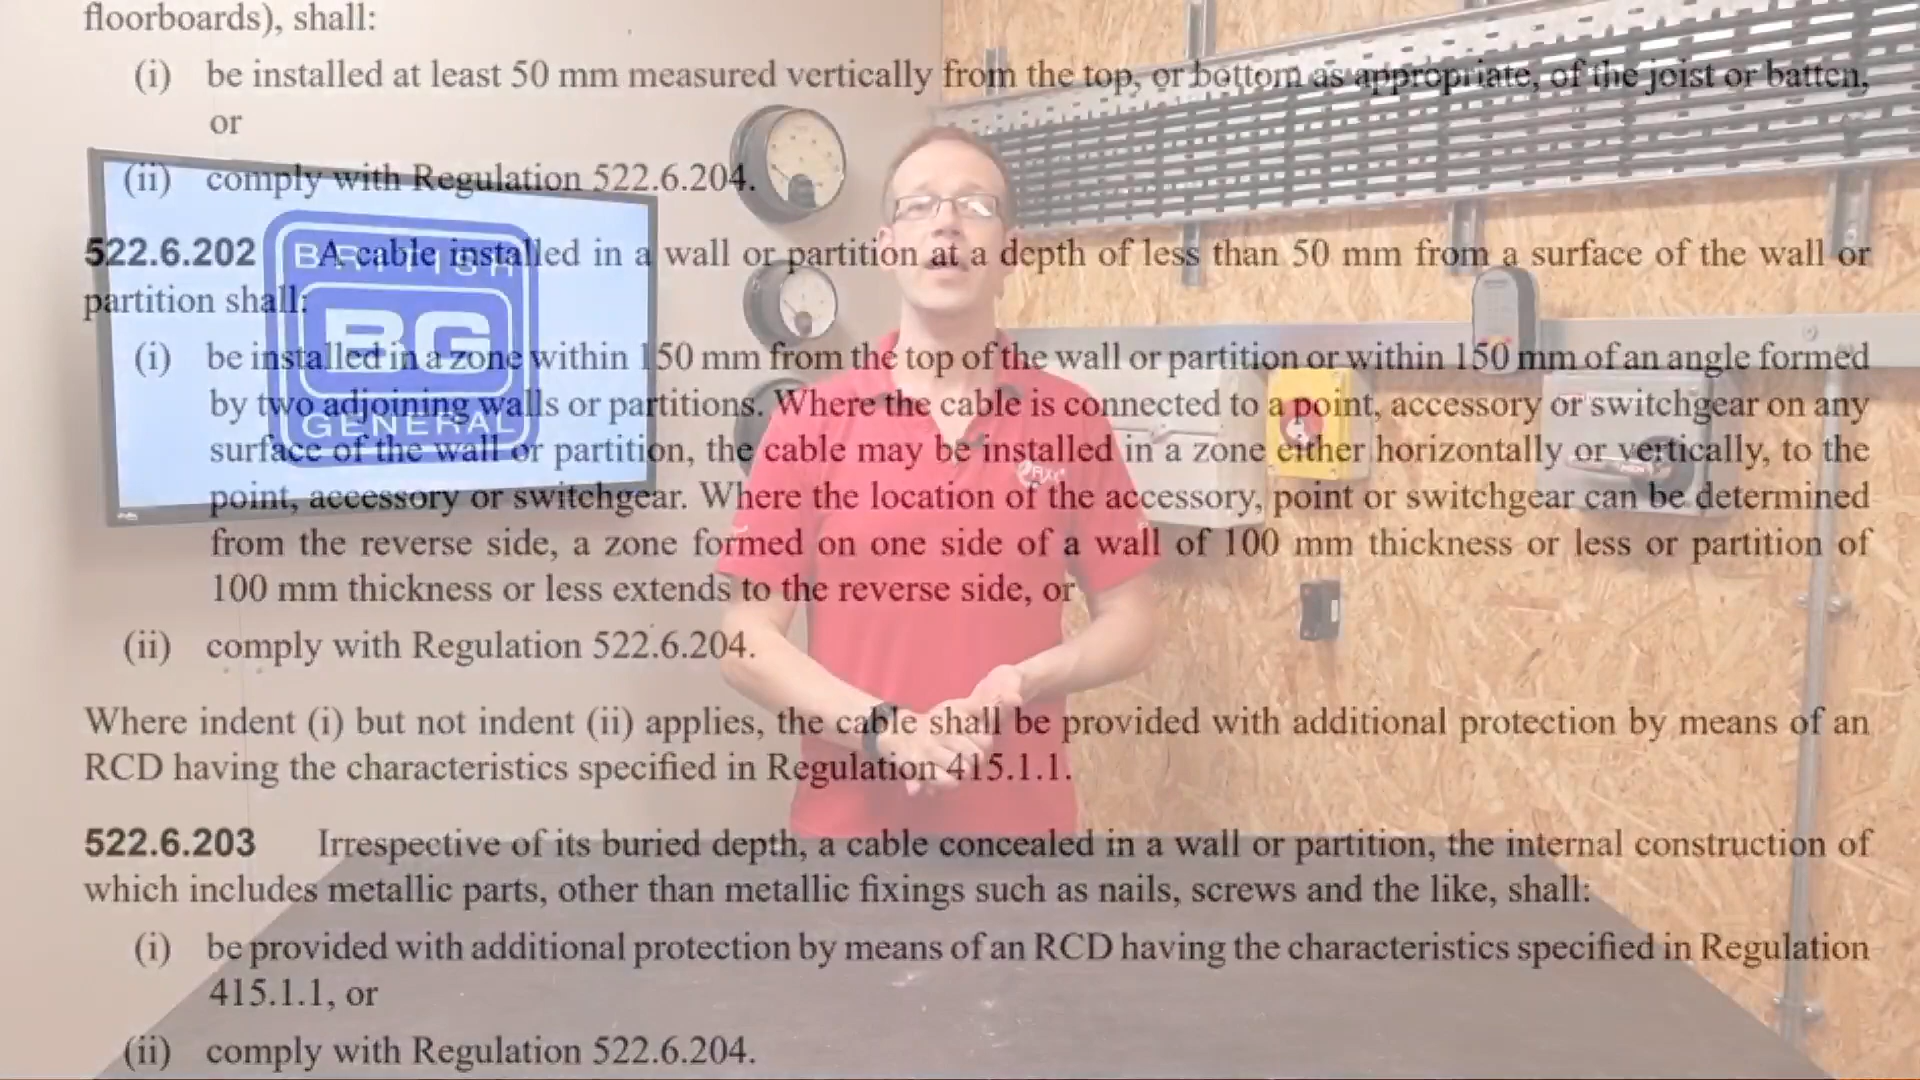 floorboards), shall:
(i) be installed at least 50 mm measured vertically from the top, or bottom as appropriate, of the joist or batten,
or
(ii) comply with Regulation 522.6.204.
522.6.202 A cable installed in a wall or partition at a depth of less than 50 mm from a surface of the wall or
partition shall:
(i) be installed in a zone within 150 mm from the top of the wall or partition or within 150 mm of an angle formed
by two adjoining walls or partitions. Where the cable is connected to a point, accessory or switchgear on any
surface of the wall or partition, the cable may be installed in a zone either horizontally or vertically, to the
point, accessory or switchgear. Where the location of the accessory, point or switchgear can be determined
from the reverse side, a zone formed on one side of a wall of 100 mm thickness or less or partition of
100 mm thickness or less extends to the reverse side, or
(ii) comply with Regulation 522.6.204.
Where indent (i) but not indent (ii) applies, the cable shall be provided with additional protection by means of an
RCD having the characteristics specified in Regulation 415.1.1.
522.6.203 Irrespective of its buried depth, a cable concealed in a wall or partition, the internal construction of
which includes metallic parts, other than metallic fixings such as nails, screws and the like, shall:
(i) be provided with additional protection by means of an RCD having the characteristics specified in Regulation
415.1.1, or
(ii) comply with Regulation 522.6.204.
BRITISH
BG
GENERAL